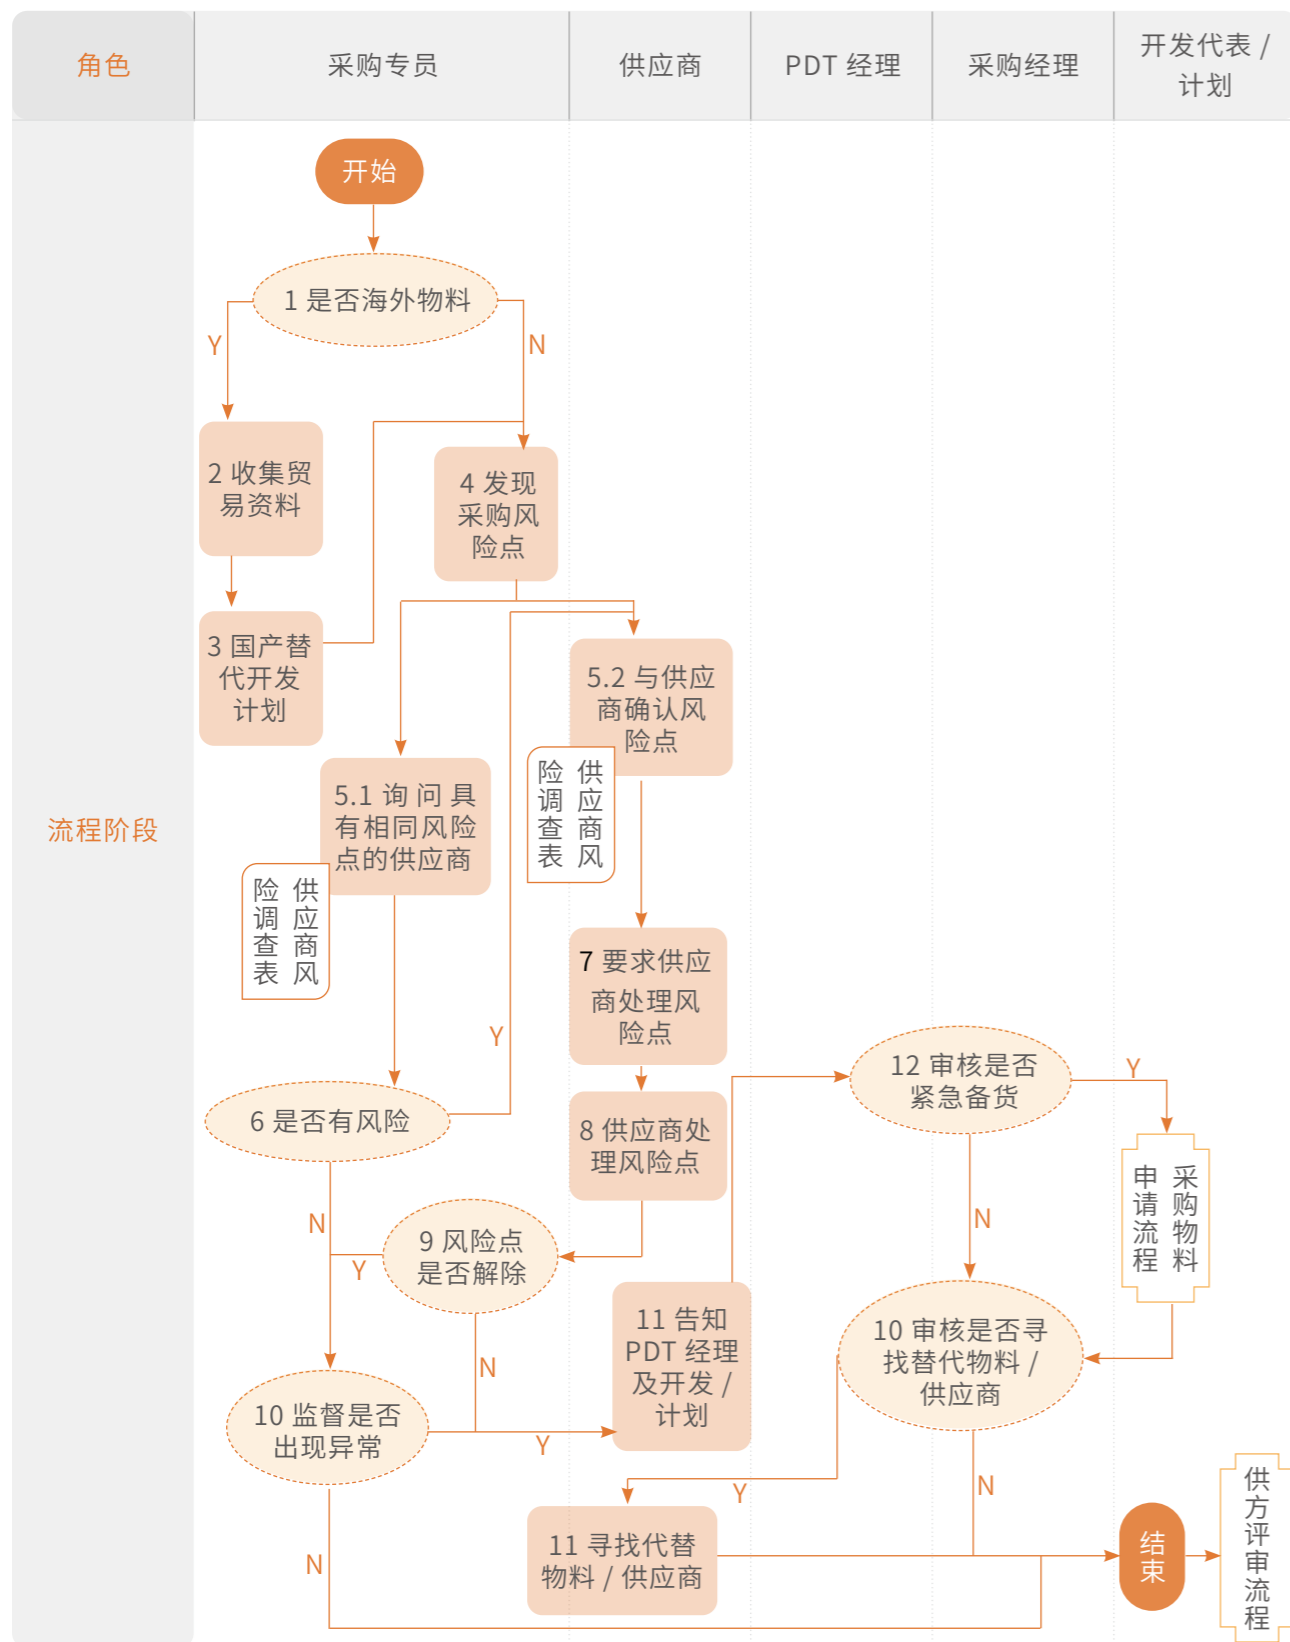 角色
采购专员
供应商
PDT 经理
采购经理
开发代表 /
计划
流程阶段
开始
1 是否海外物料
Y
N
2 收集贸
易资料
4 发现
采购风
险点
3 国产替
代开发
计划
5.2 与供应
商确认风
险点
供应商风
险调查表
5.1 询 问 具
有相同风险
点的供应商
供应商风
险调查表
7 要求供应
商处理风
险点
Y
6 是否有风险
8 供应商处
理风险点
12 审核是否
紧急备货
Y
采购物料
申请流程
N
N
9 风险点
是否解除
Y
11 告知
PDT 经理
及开发 /
计划
10 审核是否寻
找替代物料 /
供应商
N
10 监督是否
出现异常
Y
Y
N
N
11 寻找代替
物料 / 供应商
结束
供方评审流程